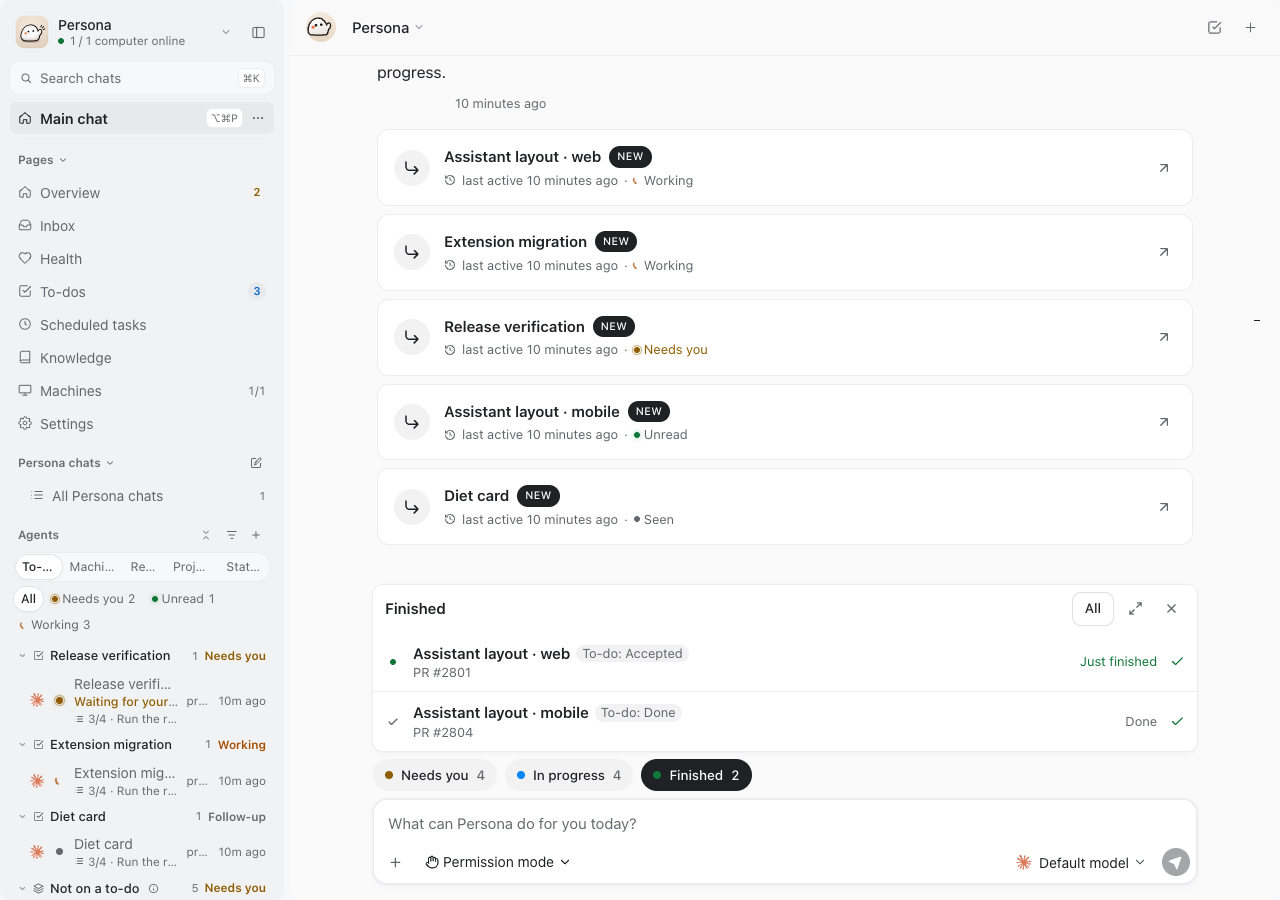 Persona
1 / 1 computer online
Search chats
⌘K
Main chat
⌥⌘P
Pages
Overview
2
Inbox
Health
To-dos
3
Scheduled tasks
Knowledge
Machines
1/1
Settings
Persona chats
All Persona chats
1
Agents
To-...
Machi...
Re...
Proj...
Stat...
All
Needs you 2
Unread 1
Working 3
Release verification
1 Needs you
Release verifi...
Waiting for your...
pr...
10m ago
3/4 · Run the r...
Extension migration
1 Working
Extension mig...
pr...
10m ago
3/4 · Run the r...
Diet card
1 Follow-up
Diet card
pr...
10m ago
3/4 · Run the r...
Not on a to-do
5 Needs you
Persona
progress.
10 minutes ago
Assistant layout · web NEW
last active 10 minutes ago · Working
Extension migration NEW
last active 10 minutes ago · Working
Release verification NEW
last active 10 minutes ago · Needs you
Assistant layout · mobile NEW
last active 10 minutes ago · Unread
Diet card NEW
last active 10 minutes ago · Seen
Finished
All
Assistant layout · web To-do: Accepted
PR #2801
Just finished
Assistant layout · mobile To-do: Done
PR #2804
Done
Needs you 4
In progress 4
Finished 2
What can Persona do for you today?
Permission mode
Default model